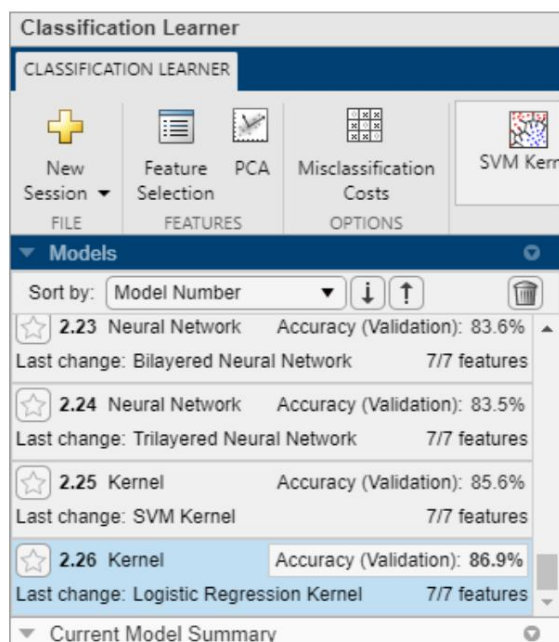 Classification Learner
CLASSIFICATION LEARNER
New Session
Feature Selection
PCA
Misclassification Costs
SVM Kern
FILE
FEATURES
OPTIONS
Models
Sort by: Model Number
2.23 Neural Network Accuracy (Validation): 83.6%
Last change: Bilayered Neural Network 7/7 features
2.24 Neural Network Accuracy (Validation): 83.5%
Last change: Trilayered Neural Network 7/7 features
2.25 Kernel Accuracy (Validation): 85.6%
Last change: SVM Kernel 7/7 features
2.26 Kernel Accuracy (Validation): 86.9%
Last change: Logistic Regression Kernel 7/7 features
Current Model Summary